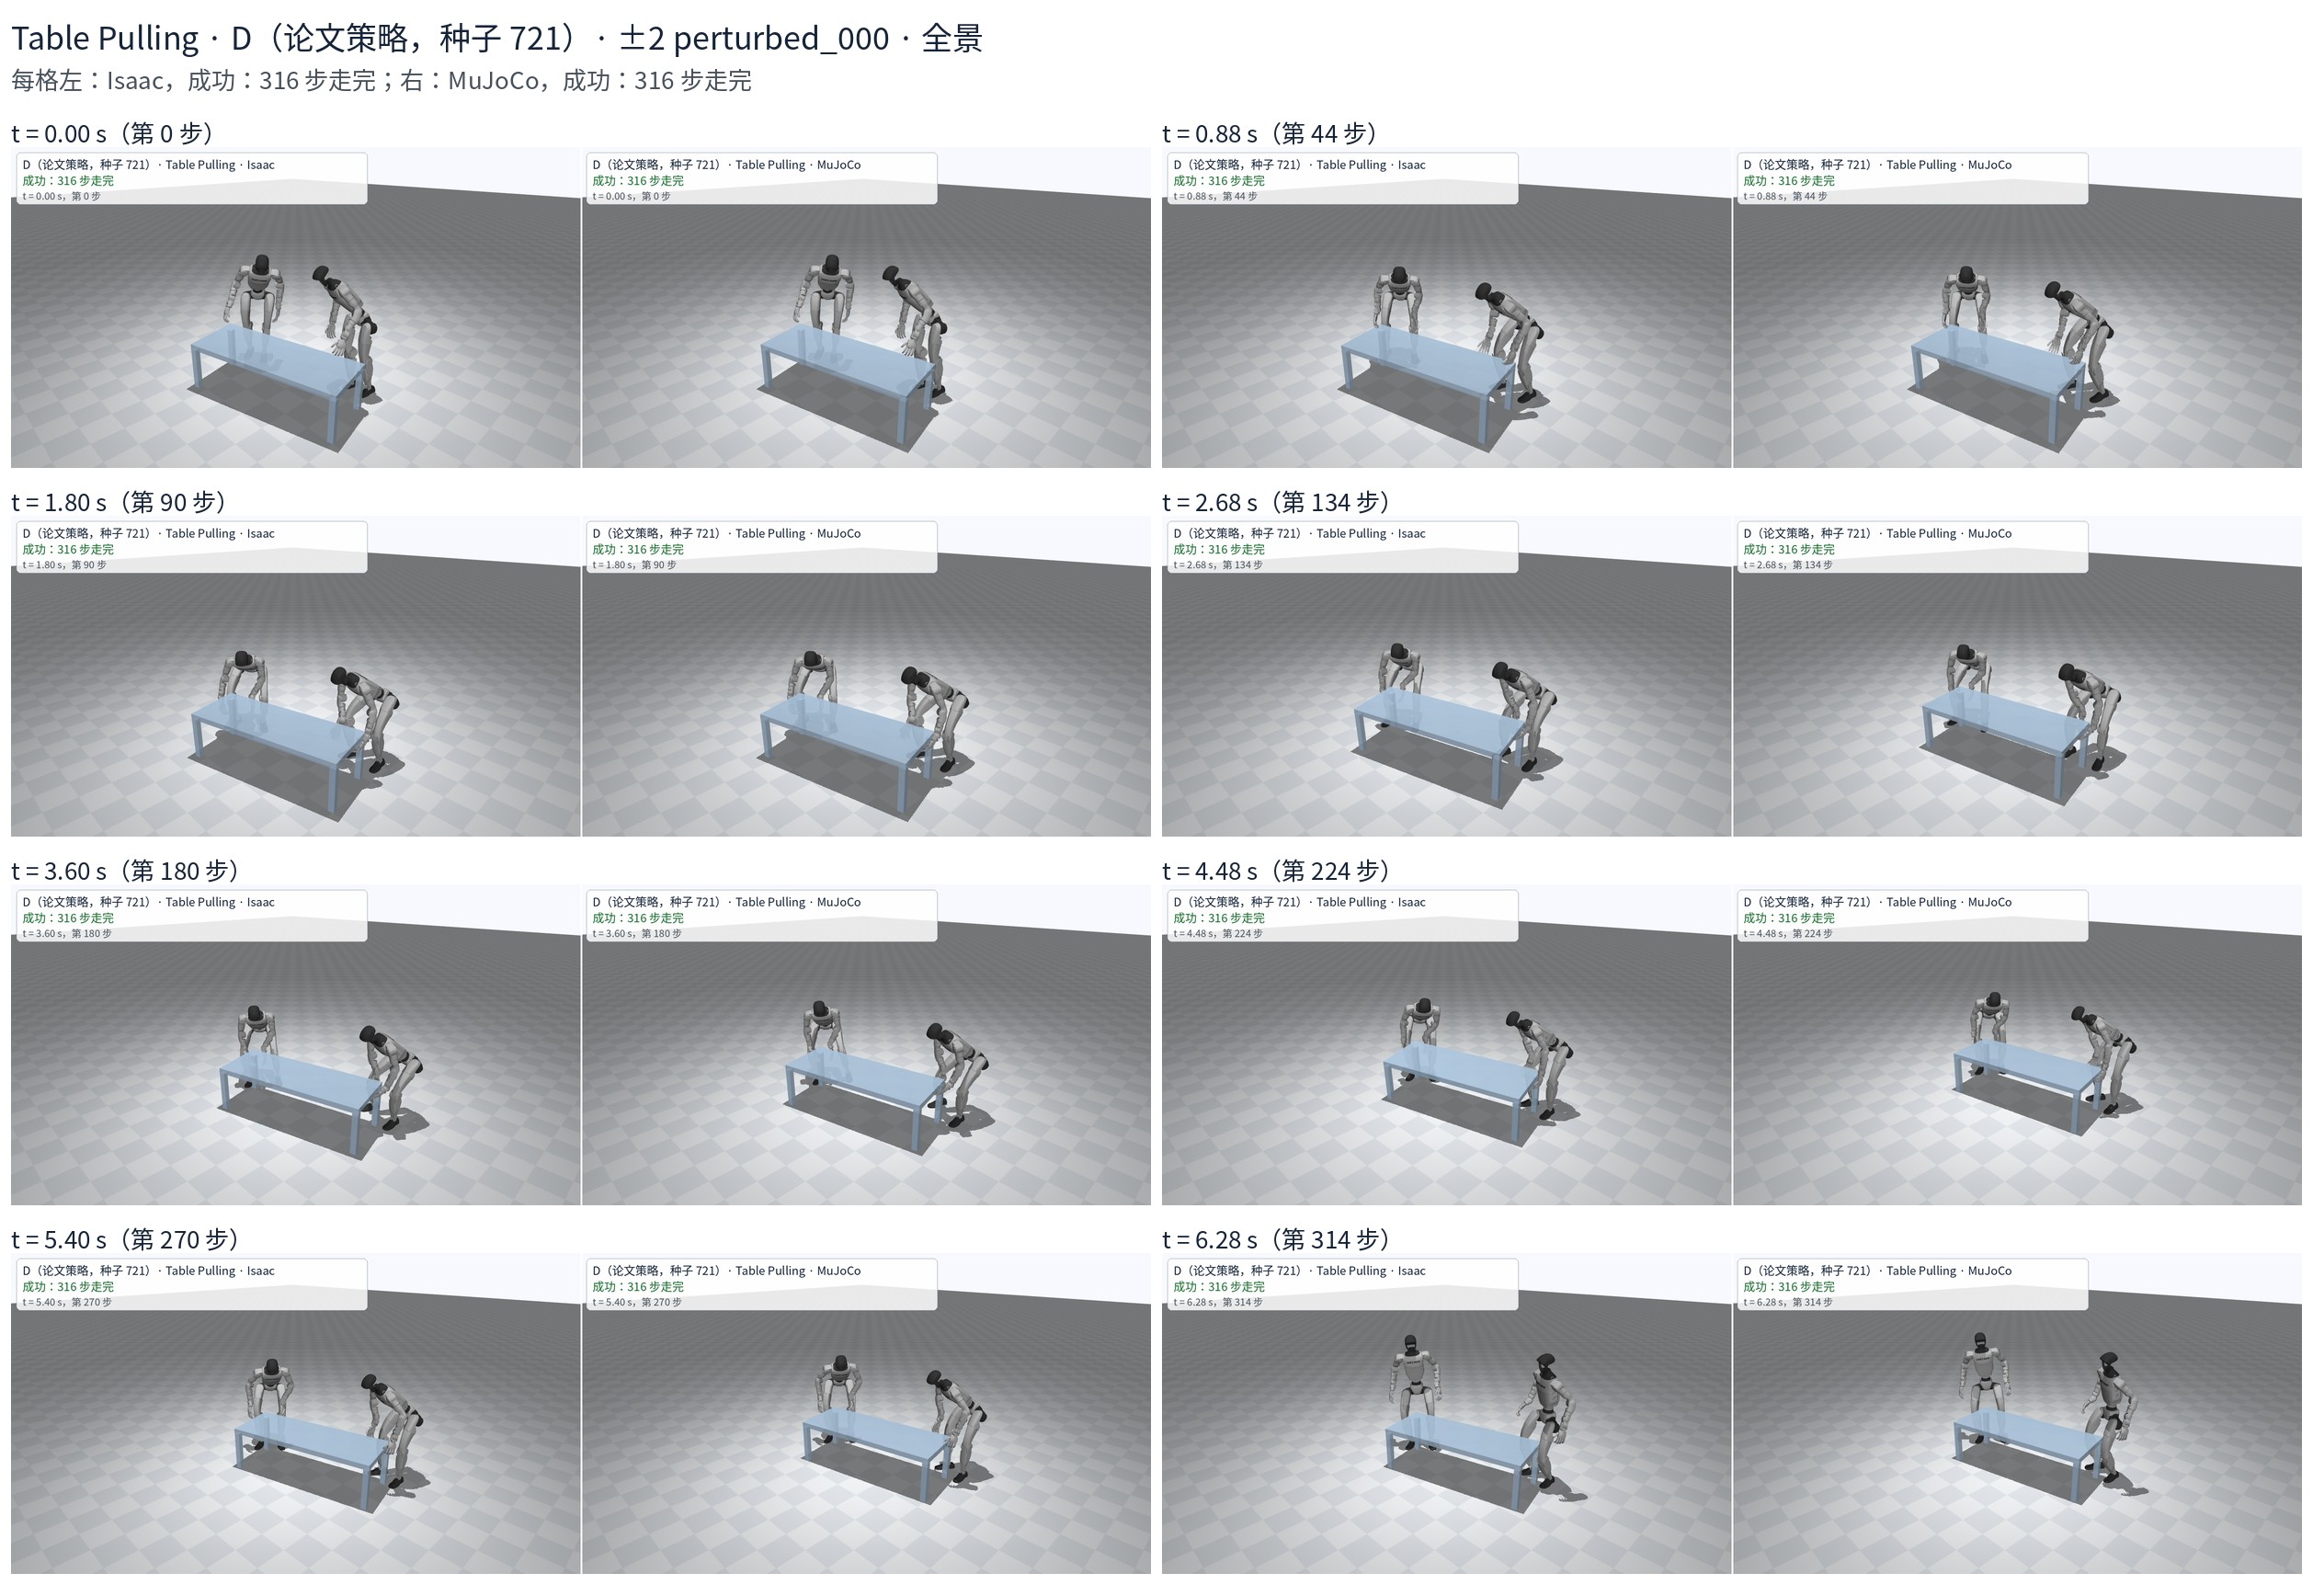 Table Pulling · D（论文策略，种子 721）· ±2 perturbed_000 · 全景
每格左：Isaac，成功：316 步走完；右：MuJoCo，成功：316 步走完
t = 0.00 s（第 0 步）
D（论文策略，种子 721）· Table Pulling · Isaac
成功：316 步走完
t = 0.00 s，第 0 步
D（论文策略，种子 721）· Table Pulling · MuJoCo
成功：316 步走完
t = 0.00 s，第 0 步
t = 0.88 s（第 44 步）
D（论文策略，种子 721）· Table Pulling · Isaac
成功：316 步走完
t = 0.88 s，第 44 步
D（论文策略，种子 721）· Table Pulling · MuJoCo
成功：316 步走完
t = 0.88 s，第 44 步
t = 1.80 s（第 90 步）
D（论文策略，种子 721）· Table Pulling · Isaac
成功：316 步走完
t = 1.80 s，第 90 步
D（论文策略，种子 721）· Table Pulling · MuJoCo
成功：316 步走完
t = 1.80 s，第 90 步
t = 2.68 s（第 134 步）
D（论文策略，种子 721）· Table Pulling · Isaac
成功：316 步走完
t = 2.68 s，第 134 步
D（论文策略，种子 721）· Table Pulling · MuJoCo
成功：316 步走完
t = 2.68 s，第 134 步
t = 3.60 s（第 180 步）
D（论文策略，种子 721）· Table Pulling · Isaac
成功：316 步走完
t = 3.60 s，第 180 步
D（论文策略，种子 721）· Table Pulling · MuJoCo
成功：316 步走完
t = 3.60 s，第 180 步
t = 4.48 s（第 224 步）
D（论文策略，种子 721）· Table Pulling · Isaac
成功：316 步走完
t = 4.48 s，第 224 步
D（论文策略，种子 721）· Table Pulling · MuJoCo
成功：316 步走完
t = 4.48 s，第 224 步
t = 5.40 s（第 270 步）
D（论文策略，种子 721）· Table Pulling · Isaac
成功：316 步走完
t = 5.40 s，第 270 步
D（论文策略，种子 721）· Table Pulling · MuJoCo
成功：316 步走完
t = 5.40 s，第 270 步
t = 6.28 s（第 314 步）
D（论文策略，种子 721）· Table Pulling · Isaac
成功：316 步走完
t = 6.28 s，第 314 步
D（论文策略，种子 721）· Table Pulling · MuJoCo
成功：316 步走完
t = 6.28 s，第 314 步